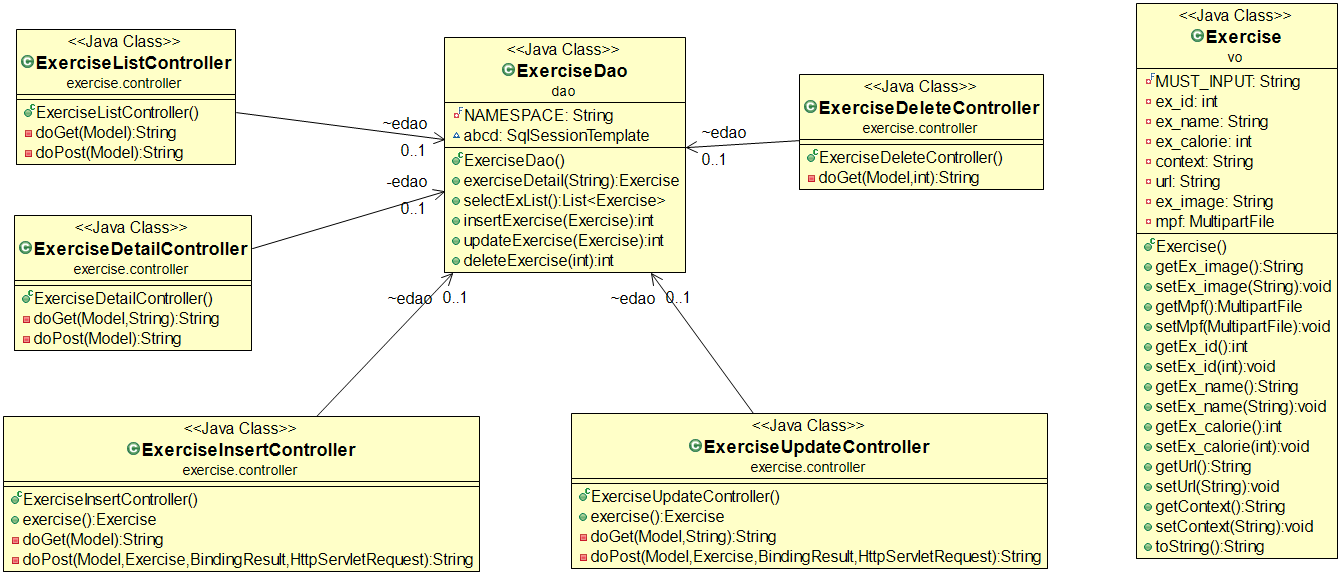 <<Java Class>>
ExerciseListController
exercise.controller
ExerciseListController()
doGet(Model):String
doPost(Model):String
<<Java Class>>
ExerciseDetailController
exercise.controller
ExerciseDetailController()
doGet(Model,String):String
doPost(Model):String
<<Java Class>>
ExerciseInsertController
exercise.controller
ExerciseInsertController()
exercise():Exercise
doGet(Model):String
doPost(Model,Exercise,BindingResult,HttpServletRequest):String
~edao
0..1
-edao
0..1
~edao 0..1
<<Java Class>>
ExerciseDao
dao
NAMESPACE: String
abcd: SqlSessionTemplate
ExerciseDao()
exerciseDetail(String):Exercise
selectExList():List<Exercise>
insertExercise(Exercise):int
updateExercise(Exercise):int
deleteExercise(int):int
~edao
0..1
~edao 0..1
<<Java Class>>
ExerciseDeleteController
exercise.controller
ExerciseDeleteController()
doGet(Model,int):String
<<Java Class>>
ExerciseUpdateController
exercise.controller
ExerciseUpdateController()
exercise():Exercise
doGet(Model,String):String
doPost(Model,Exercise,BindingResult,HttpServletRequest):String
<<Java Class>>
Exercise
vo
MUST_INPUT: String
ex_id: int
ex_name: String
ex_calorie: int
context: String
url: String
ex_image: String
mpf: MultipartFile
Exercise()
getEx_image():String
setEx_image(String):void
getMpf():MultipartFile
setMpf(MultipartFile):void
getEx_id():int
setEx_id(int):void
getEx_name():String
setEx_name(String):void
getEx_calorie():int
setEx_calorie(int):void
getUrl():String
setUrl(String):void
getContext():String
setContext(String):void
toString():String